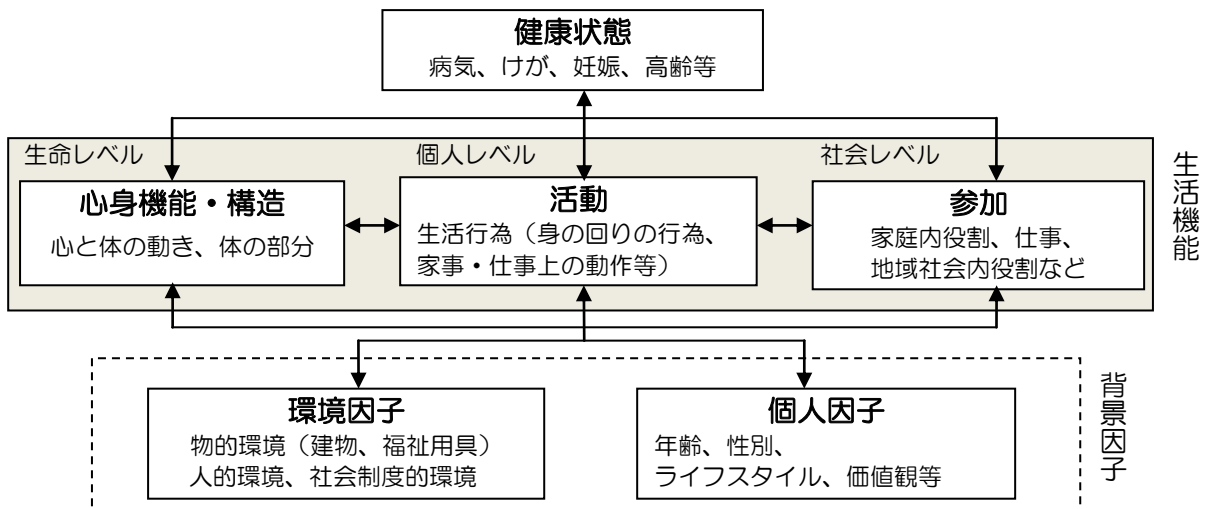 健康状態
病気、けが、妊娠、高齢等
生命レベル
個人レベル
社会レベル
心身機能・構造
心と体の動き、体の部分
活動
生活行為（身の回りの行為、
家事・仕事上の動作等）
参加
家庭内役割、仕事、
地域社会内役割など
生活機能
環境因子
物的環境（建物、福祉用具）
人的環境、社会制度的環境
個人因子
年齢、性別、
ライフスタイル、価値観等
背景因子